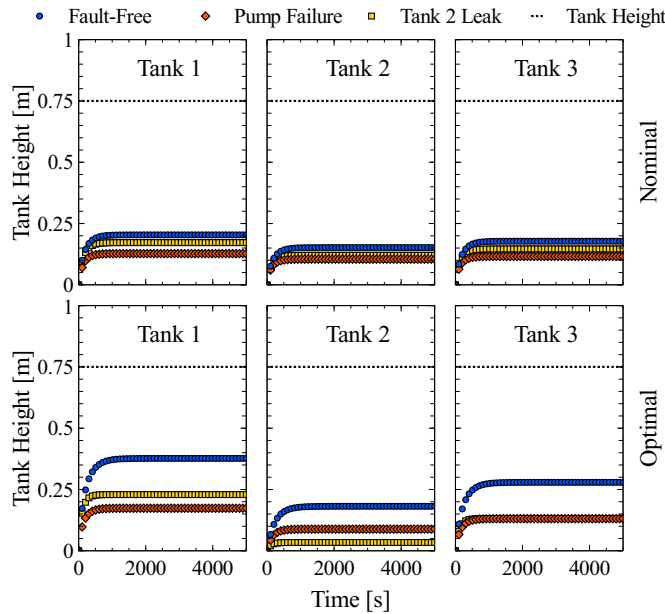 Fault-Free Pump Failure Tank 2 Leak Tank Height
1
0.75
0.5
0.25
0
Tank Height [m]
Tank 1 Tank 2 Tank 3
Nominal
1
0.75
0.5
0.25
0
Tank Height [m]
Tank 1 Tank 2 Tank 3
Optimal
0 2000 4000 0 2000 4000 0 2000 4000
Time [s]